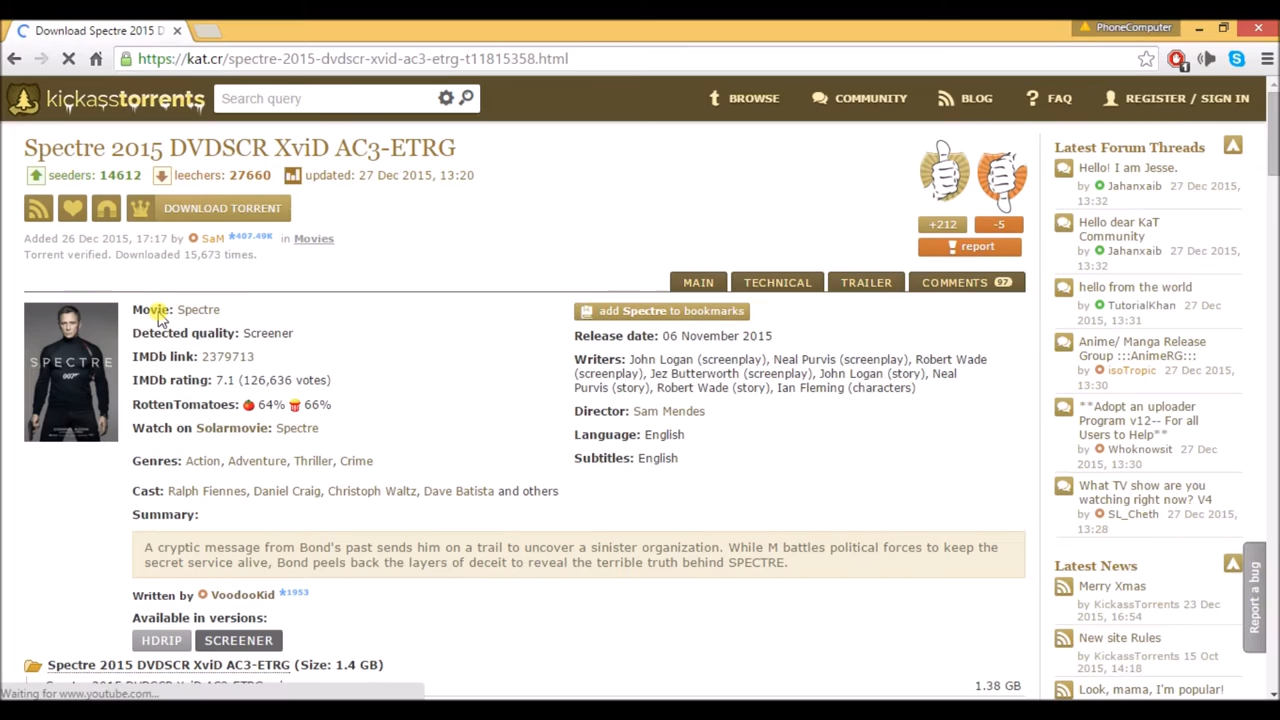 Download Spectre 2015 D
PhoneComputer
https://kat.cr/spectre-2015-dvdscr-xvid-ac3-etrg-t11815358.html
1
kickasstorrents
Search query
BROWSE
COMMUNITY
BLOG
FAQ
REGISTER / SIGN IN
Spectre 2015 DVDSCR XviD AC3-ETRG
seeders: 14612 leechers: 27660 updated: 27 Dec 2015, 13:20
DOWNLOAD TORRENT
+212
-5
Added 26 Dec 2015, 17:17 by SaM 407.49K in Movies
report
Torrent verified. Downloaded 15,673 times.
MAIN
TECHNICAL
TRAILER
COMMENTS 97
SPECTRE
007
Movie: Spectre
Detected quality: Screener
IMDb link: 2379713
IMDb rating: 7.1 (126,636 votes)
RottenTomatoes: 64% 66%
Watch on Solarmovie: Spectre
Genres: Action, Adventure, Thriller, Crime
Cast: Ralph Fiennes, Daniel Craig, Christoph Waltz, Dave Batista and others
Summary:
add Spectre to bookmarks
Release date: 06 November 2015
Writers: John Logan (screenplay), Neal Purvis (screenplay), Robert Wade
(screenplay), Jez Butterworth (screenplay), John Logan (story), Neal
Purvis (story), Robert Wade (story), Ian Fleming (characters)
Director: Sam Mendes
Language: English
Subtitles: English
A cryptic message from Bond's past sends him on a trail to uncover a sinister organization. While M battles political forces to keep the
secret service alive, Bond peels back the layers of deceit to reveal the terrible truth behind SPECTRE.
Written by VoodooKid 1953
Available in versions:
HDRIP
SCREENER
Spectre 2015 DVDSCR XviD AC3-ETRG (Size: 1.4 GB)
1.38 GB
Waiting for www.youtube.com...
Latest Forum Threads
Hello! I am Jesse.
by Jahanxaib 27 Dec
2015, 13:32
Hello dear KaT
Community
by Jahanxaib 27 Dec
2015, 13:32
hello from the world
by TutorialKhan 27 Dec
2015, 13:31
Anime/ Manga Release
Group :::AnimeRG:::
by isoTropic 27 Dec 2015,
13:30
**Adopt an uploader
Program v12-- For all
Users to Help**
by Whoknowsit 27 Dec
2015, 13:30
What TV show are you
watching right now? V4
by SL_Cheth 27 Dec 2015,
13:28
Latest News
Merry Xmas
by KickassTorrents 23 Dec
2015, 16:54
New site Rules
by KickassTorrents 15 Oct
2015, 14:18
Look, mama, I'm popular!
Report a bug